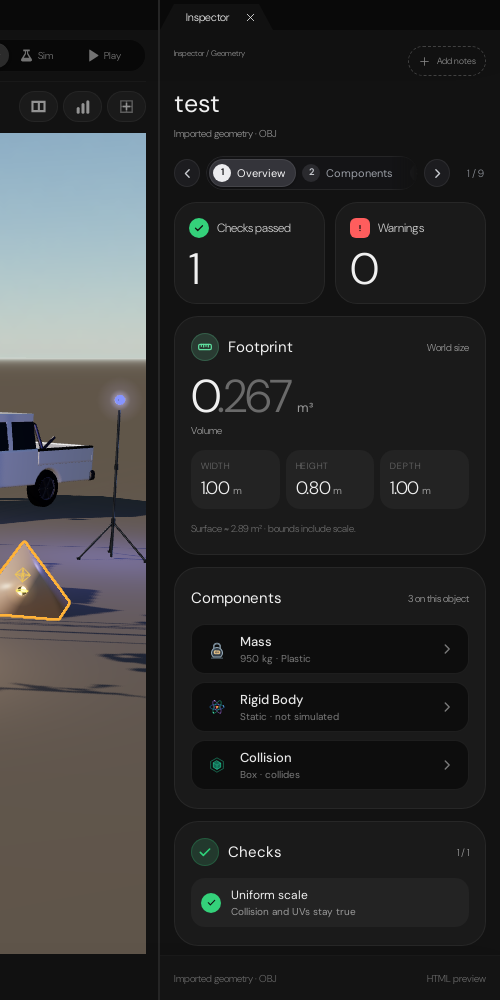 Inspector
Sim
Play
Inspector / Geometry
Add notes
test
Imported geometry · OBJ
1 Overview
2 Components
1 / 9
Checks passed
1
Warnings
0
Footprint
World size
0.267 m³
Volume
WIDTH
1.00 m
HEIGHT
0.80 m
DEPTH
1.00 m
Surface ≈ 2.89 m² · bounds include scale.
Components
3 on this object
Mass
950 kg · Plastic
Rigid Body
Static · not simulated
Collision
Box · collides
Checks
1 / 1
Uniform scale
Collision and UVs stay true
Imported geometry · OBJ
HTML preview